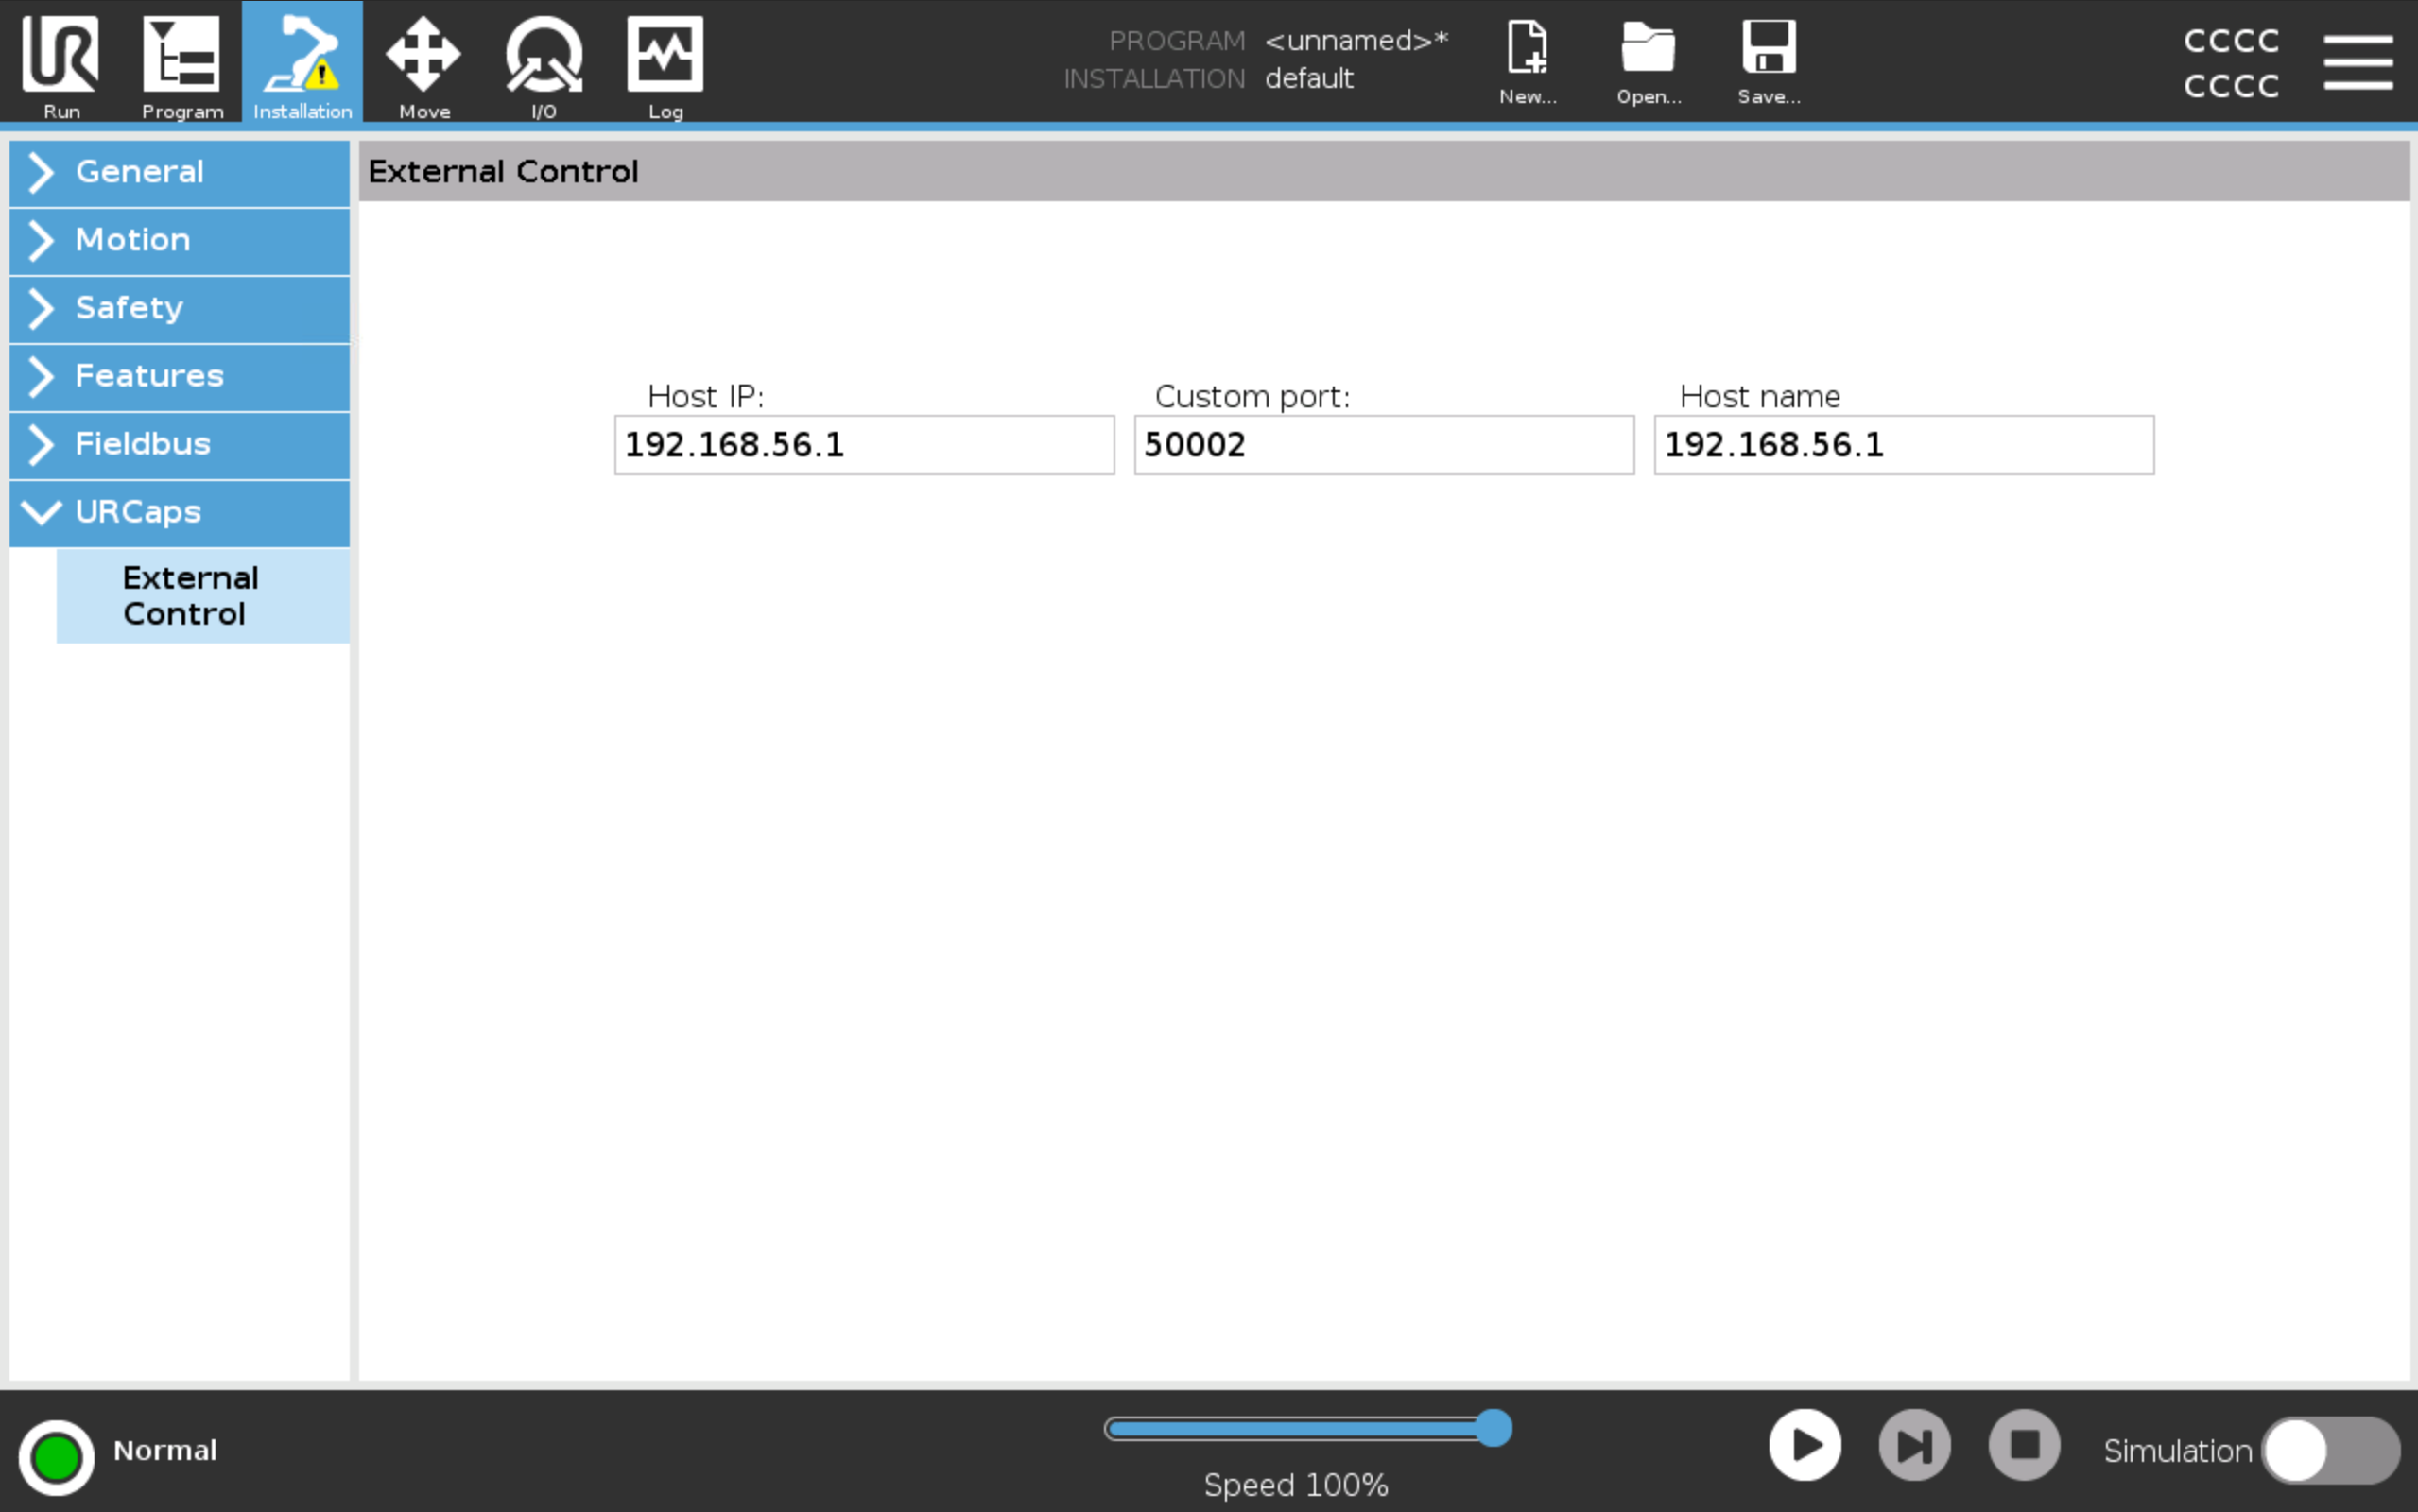 PROGRAM <unnamed>*
INSTALLATION default
CCCC
CCCC
Run
Program
Installation
Move
I/O
Log
New...
Open...
Save...
General
Motion
Safety
Features
Fieldbus
URCaps
External
Control
External Control
Host IP:
Custom port:
Host name
192.168.56.1
50002
192.168.56.1
Normal
Speed 100%
Simulation